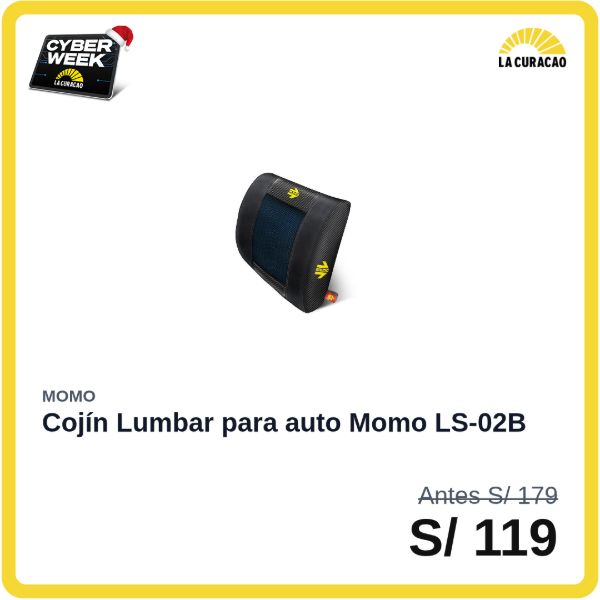 CYBER
WEEK
LA CURACAO
LA CURACAO
MOMO
Cojín Lumbar para auto Momo LS-02B
Antes S/ 179
S/ 119